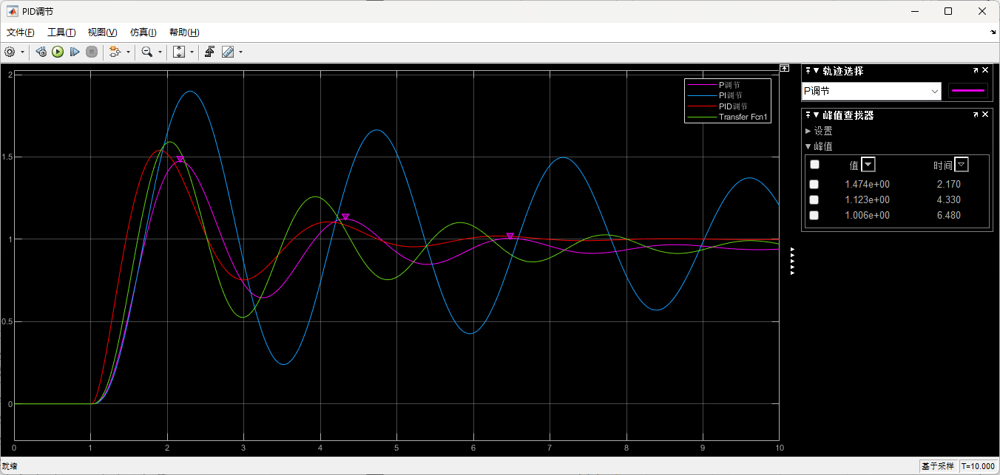 PID调节
文件(F) 工具(T) 视图(V) 仿真(I) 帮助(H)
2
1.5
1
0.5
0
0 1 2 3 4 5 6 7 8 9 10
P调节
PI调节
PID调节
Transfer Fcn1
轨迹选择
P调节
峰值查找器
设置
峰值
值 时间
1.474e+00 2.170
1.123e+00 4.330
1.006e+00 6.480
就绪
基于采样 T=10.000